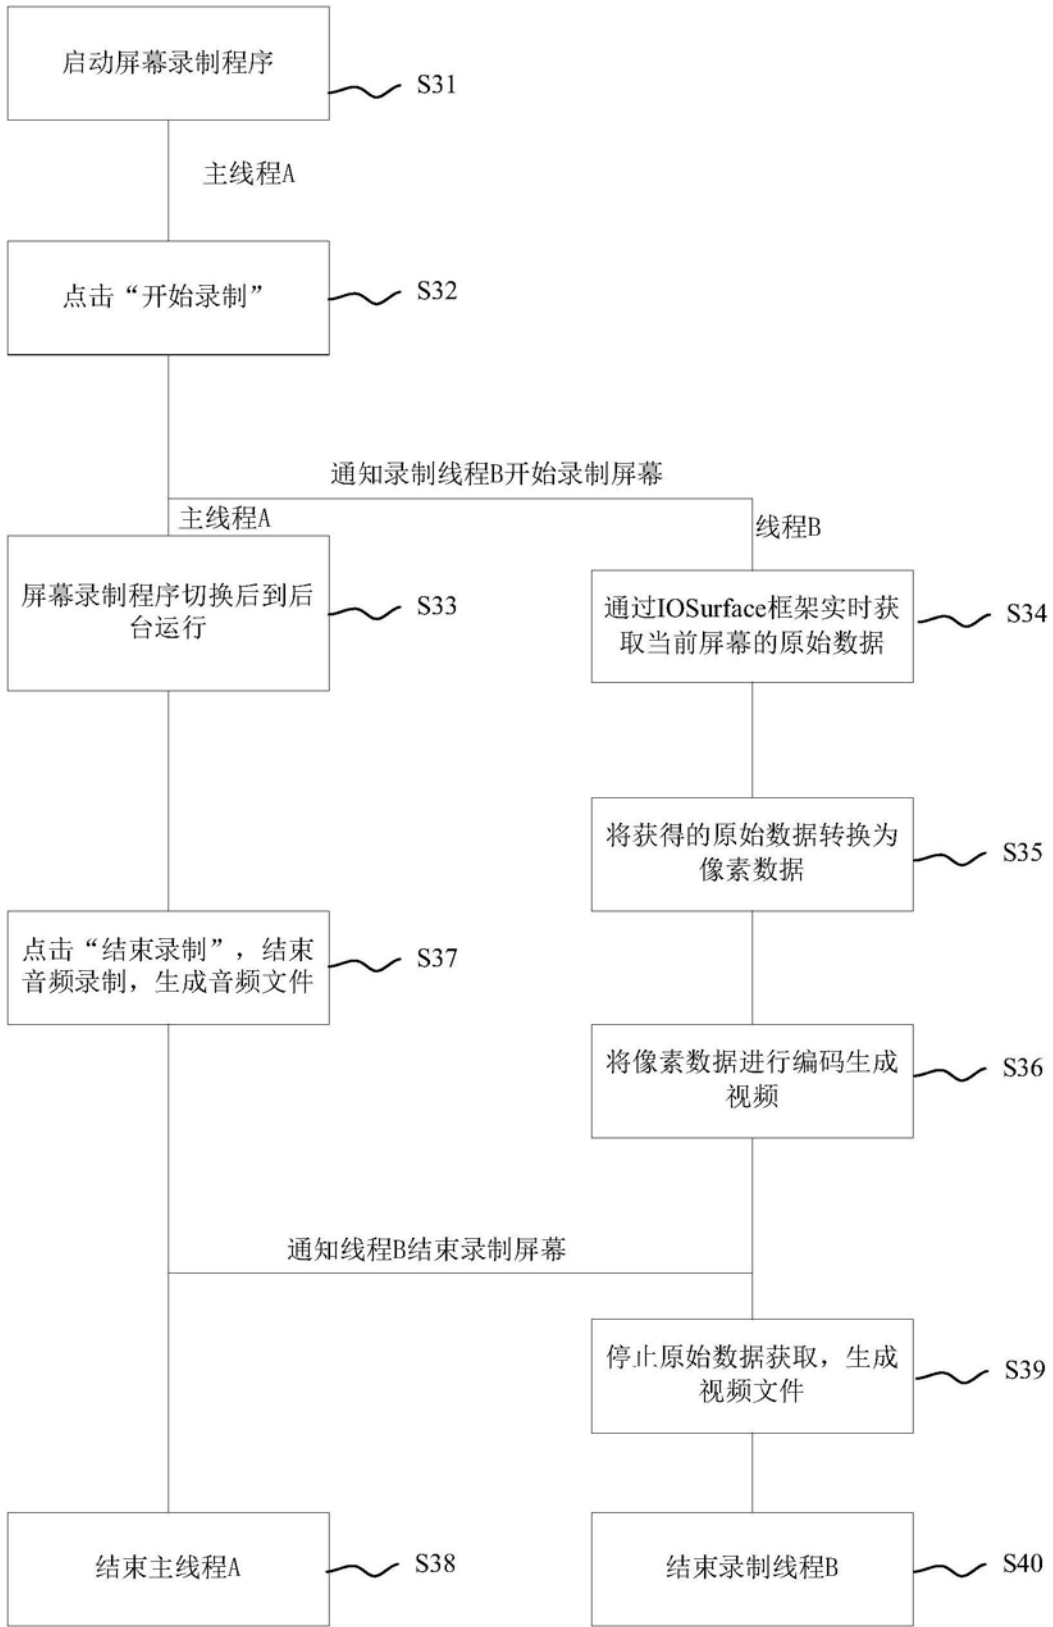 启动屏幕录制程序
S31
主线程A
点击“开始录制”
S32
通知录制线程B开始录制屏幕
主线程A
线程B
屏幕录制程序切换后到后
台运行
S33
通过IOSurface框架实时获
取当前屏幕的原始数据
S34
将获得的原始数据转换为
像素数据
S35
点击“结束录制”，结束
音频录制，生成音频文件
S37
将像素数据进行编码生成
视频
S36
通知线程B结束录制屏幕
停止原始数据获取，生成
视频文件
S39
结束主线程A
S38
结束录制线程B
S40